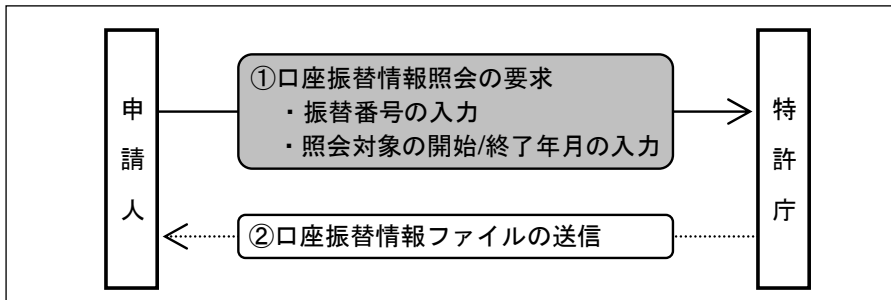 申請人
①口座振替情報照会の要求
・振替番号の入力
・照会対象の開始/終了年月の入力
特許庁
②口座振替情報ファイルの送信